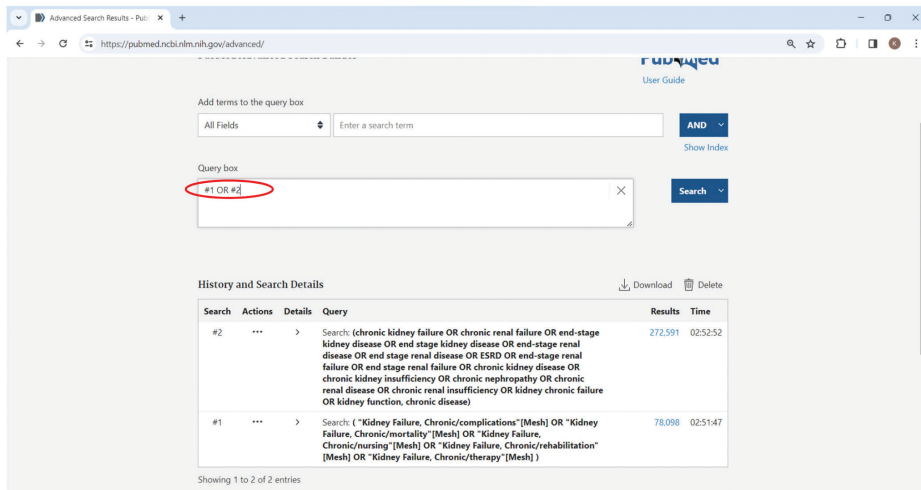 Advanced Search Results - Pub
https://pubmed.ncbi.nlm.nih.gov/advanced/
K
PubMed
User Guide
Add terms to the query box
All Fields
Enter a search term
AND
Show Index
Query box
#1 OR #2
Search
History and Search Details
Download
Delete
Search Actions Details Query Results Time
#2 ••• > Search: (chronic kidney failure OR chronic renal failure OR end-stage 272,591 02:52:52
kidney disease OR end stage kidney disease OR end-stage renal
disease OR end stage renal disease OR ESRD OR end-stage renal
failure OR end stage renal failure OR chronic kidney disease OR
chronic kidney insufficiency OR chronic nephropathy OR chronic
renal disease OR chronic renal insufficiency OR kidney chronic failure
OR kidney function, chronic disease)
#1 ••• > Search: ( "Kidney Failure, Chronic/complications"[Mesh] OR "Kidney 78,098 02:51:47
Failure, Chronic/mortality"[Mesh] OR "Kidney Failure,
Chronic/nursing"[Mesh] OR "Kidney Failure, Chronic/rehabilitation"
[Mesh] OR "Kidney Failure, Chronic/therapy"[Mesh] )
Showing 1 to 2 of 2 entries